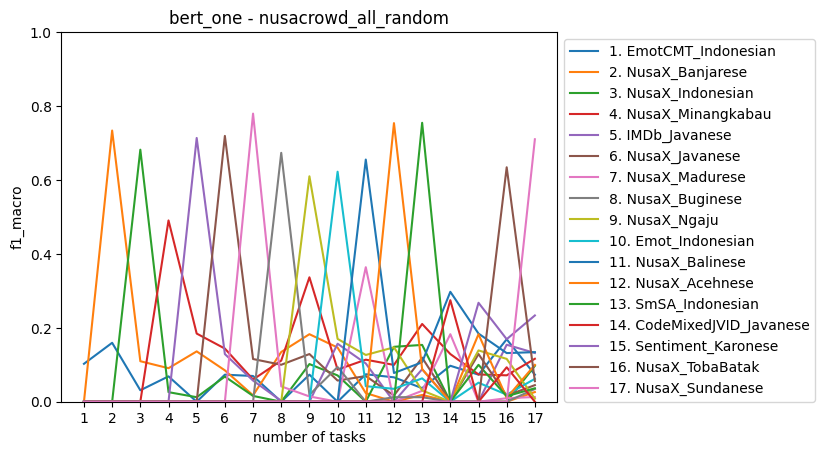 bert_one - nusacrowd_all_random
f1_macro
1.0
0.8
0.6
0.4
0.2
0.0
1 2 3 4 5 6 7 8 9 10 11 12 13 14 15 16 17
number of tasks
1. EmotCMT_Indonesian
2. NusaX_Banjarese
3. NusaX_Indonesian
4. NusaX_Minangkabau
5. IMDb_Javanese
6. NusaX_Javanese
7. NusaX_Madurese
8. NusaX_Buginese
9. NusaX_Ngaju
10. Emot_Indonesian
11. NusaX_Balinese
12. NusaX_Acehnese
13. SmSA_Indonesian
14. CodeMixedJVID_Javanese
15. Sentiment_Karonese
16. NusaX_TobaBatak
17. NusaX_Sundanese